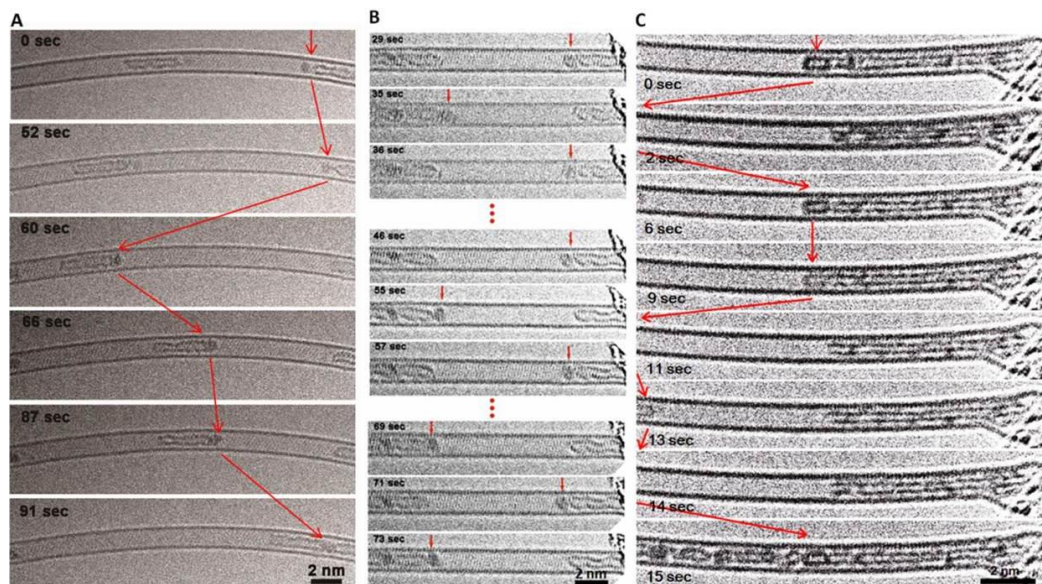 A
0 sec
52 sec
60 sec
66 sec
87 sec
91 sec
2 nm
B
29 sec
35 sec
36 sec
46 sec
55 sec
57 sec
69 sec
71 sec
73 sec
2 nm
C
0 sec
2 sec
6 sec
9 sec
11 sec
13 sec
14 sec
15 sec
2 nm